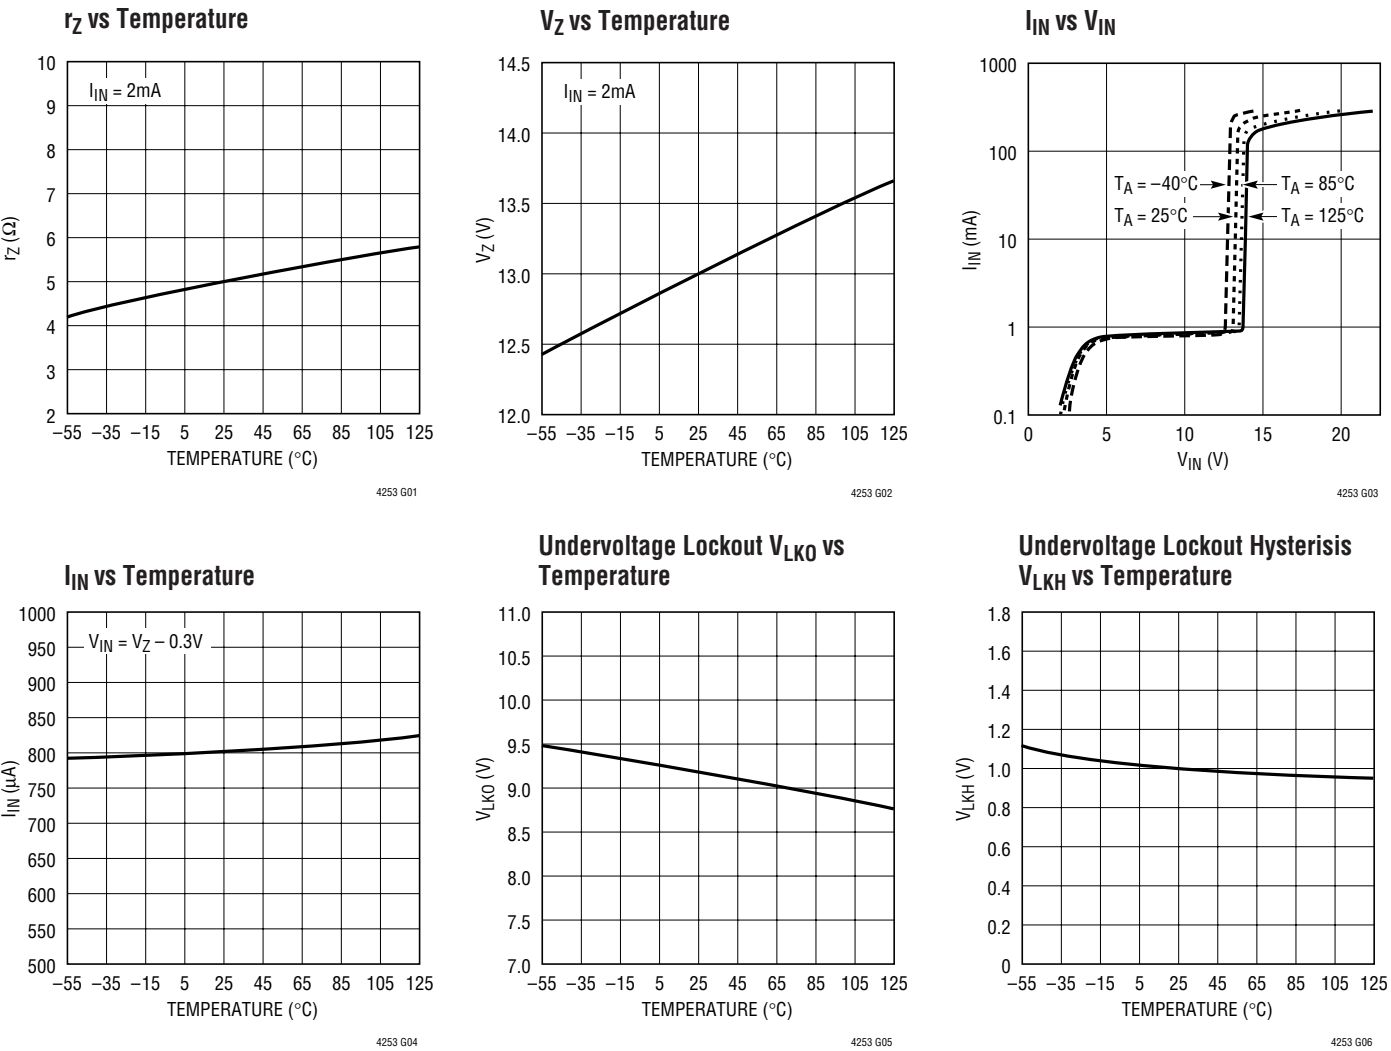 rZ vs Temperature
10
9
8
7
6
5
4
3
2
rZ (Ω)
IIN = 2mA
–55 –35 –15 5 25 45 65 85 105 125
TEMPERATURE (°C)
4253 G01
VZ vs Temperature
14.5
14.0
13.5
13.0
12.5
12.0
VZ (V)
IIN = 2mA
–55 –35 –15 5 25 45 65 85 105 125
TEMPERATURE (°C)
4253 G02
IIN vs VIN
1000
100
10
1
0.1
IIN (mA)
TA = –40°C
TA = 85°C
TA = 25°C
TA = 125°C
0 5 10 15 20
VIN (V)
4253 G03
IIN vs Temperature
1000
950
900
850
800
750
700
650
600
550
500
IIN (µA)
VIN = VZ – 0.3V
–55 –35 –15 5 25 45 65 85 105 125
TEMPERATURE (°C)
4253 G04
Undervoltage Lockout VLKO vs
Temperature
11.0
10.5
10.0
9.5
9.0
8.5
8.0
7.5
7.0
VLKO (V)
–55 –35 –15 5 25 45 65 85 105 125
TEMPERATURE (°C)
4253 G05
Undervoltage Lockout Hysterisis
VLKH vs Temperature
1.8
1.6
1.4
1.2
1.0
0.8
0.6
0.4
0.2
0
VLKH (V)
–55 –35 –15 5 25 45 65 85 105 125
TEMPERATURE (°C)
4253 G06